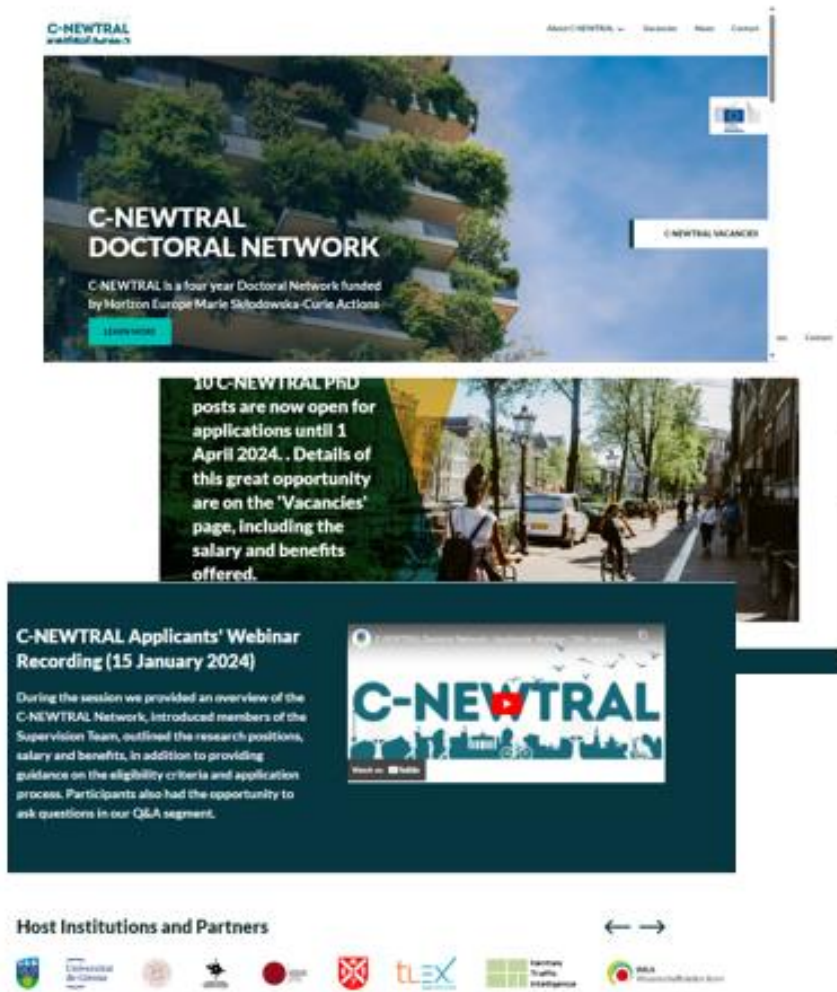 C-NEWTRAL
About C-NEWTRAL Vacancies News Contact
C-NEWTRAL
DOCTORAL NETWORK
C-NEWTRAL is a four year Doctoral Network funded
by Horizon Europe Marie Skłodowska-Curie Actions
LEARN MORE
C-NEWTRAL VACANCIES
Contact
10 C-NEWTRAL PhD
posts are now open for
applications until 1
April 2024. . Details of
this great opportunity
are on the 'Vacancies'
page, including the
salary and benefits
offered.
C-NEWTRAL Applicants' Webinar
Recording (15 January 2024)
During the session we provided an overview of the
C-NEWTRAL Network, introduced members of the
Supervision Team, outlined the research positions,
salary and benefits, in addition to providing
guidance on the eligibility criteria and application
process. Participants also had the opportunity to
ask questions in our Q&A segment.
C-NEWTRAL
Watch on YouTube
Host Institutions and Partners
Universitat
de Girona
TLEX
Traffic
Intelligence